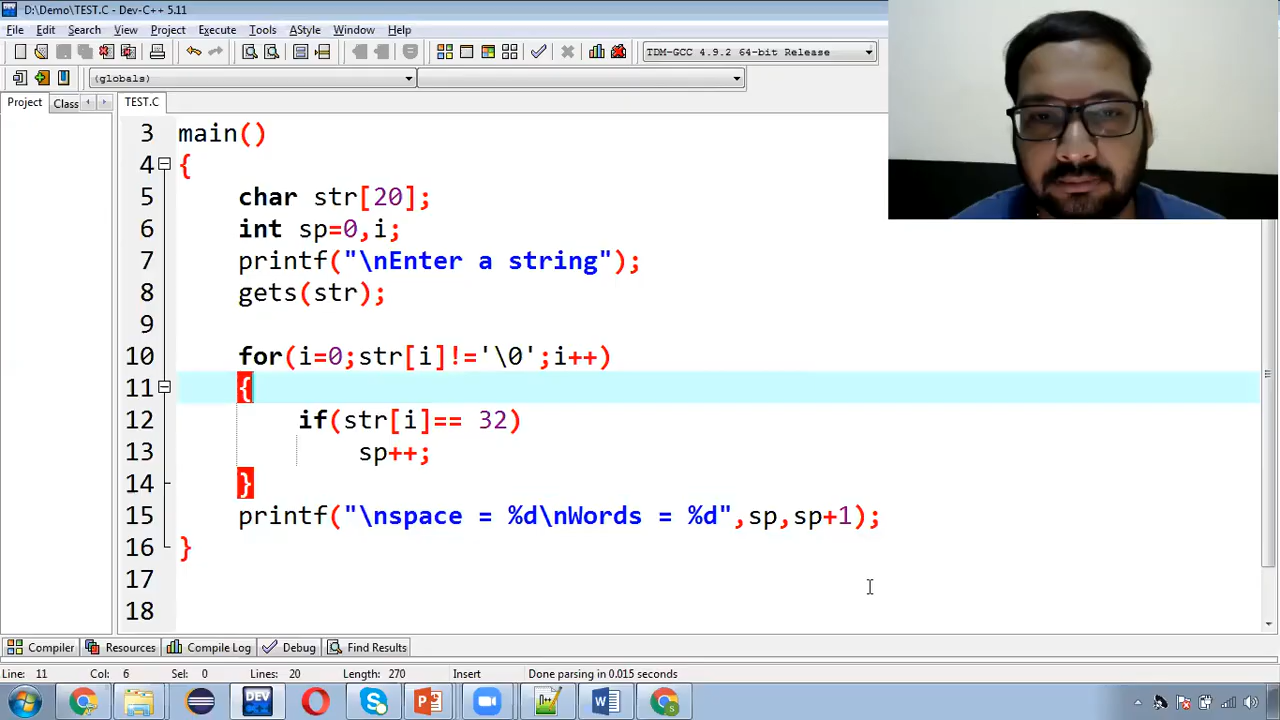 D:\Demo\TEST.C - Dev-C++ 5.11
File Edit Search View Project Execute Tools AStyle Window Help
TDM-GCC 4.9.2 64-bit Release
(globals)
Project Class TEST.C
3 main()
4 {
5 char str[20];
6 int sp=0,i;
7 printf("\nEnter a string");
8 gets(str);
9
10 for(i=0;str[i]!='\0';i++)
11 {
12 if(str[i]== 32)
13 sp++;
14 }
15 printf("\nspace = %d\nWords = %d",sp,sp+1);
16 }
17
18
Compiler Resources Compile Log Debug Find Results
Line: 11 Col: 6 Sel: 0 Lines: 20 Length: 270 Insert Done parsing in 0.015 seconds
DEV